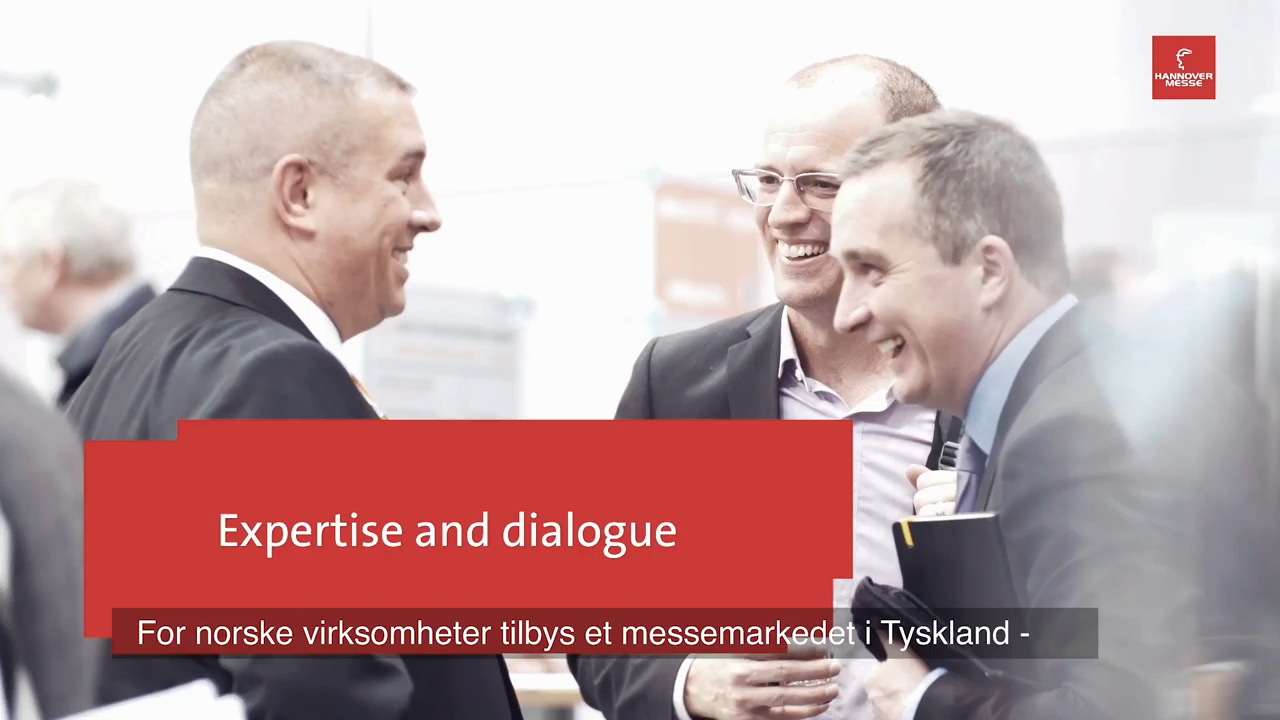 HANNOVER
MESSE
Expertise and dialogue
For norske virksomheter tilbys et messemarkedet i Tyskland -